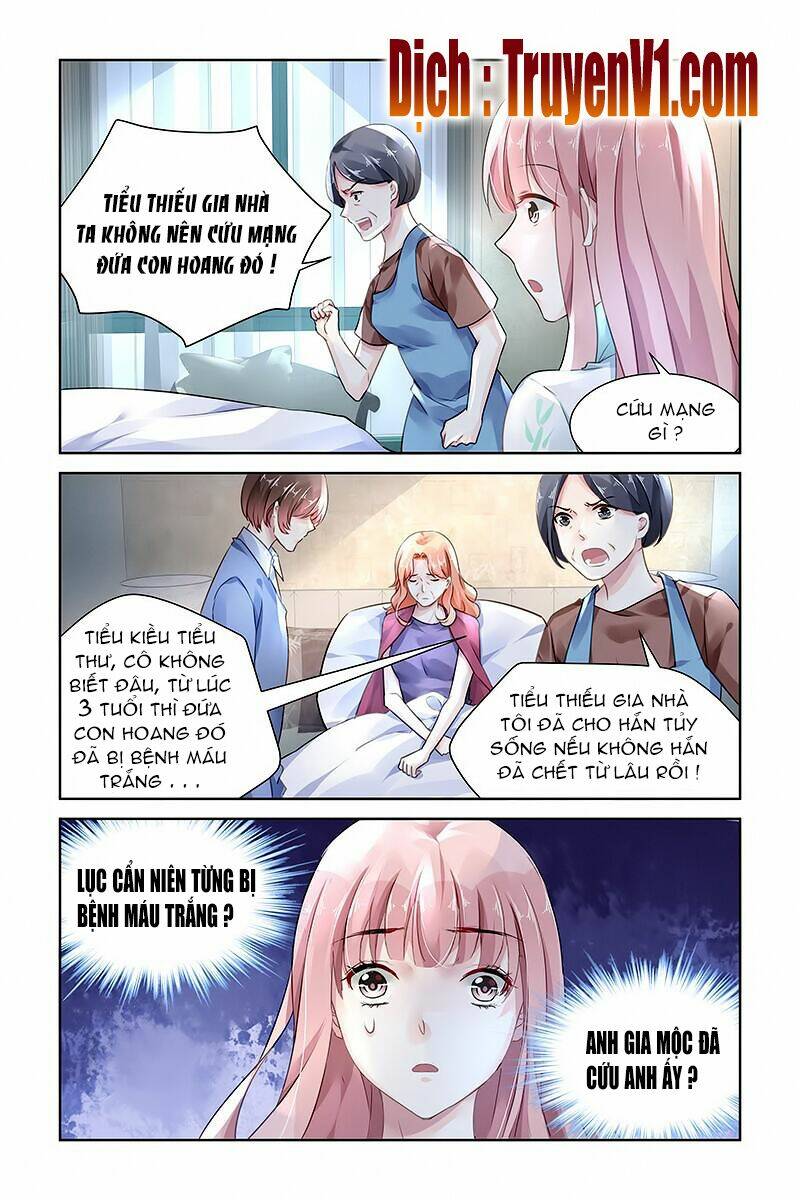 Dịch : TruyenV1.com
TIỂU THIẾU GIA NHÀ
TA KHÔNG NÊN CỨU MẠNG
ĐỨA CON HOANG ĐÓ !
CỨU MẠNG
GÌ ?
TIỂU KIỀU TIỂU
THƯ, CÔ KHÔNG
BIẾT ĐÂU, TỪ LÚC
3 TUỔI THÌ ĐỨA
CON HOANG ĐÓ
ĐÃ BỊ BỆNH MÁU
TRẮNG . . .
TIỂU THIẾU GIA NHÀ
TÔI ĐÃ CHO HẮN TỦY
SỐNG NẾU KHÔNG HẮN
ĐÃ CHẾT TỪ LÂU RỒI !
LỤC CẨN NIÊN TỪNG BỊ
BỆNH MÁU TRẮNG ?
ANH GIA MỘC ĐÃ
CỨU ANH ẤY ?